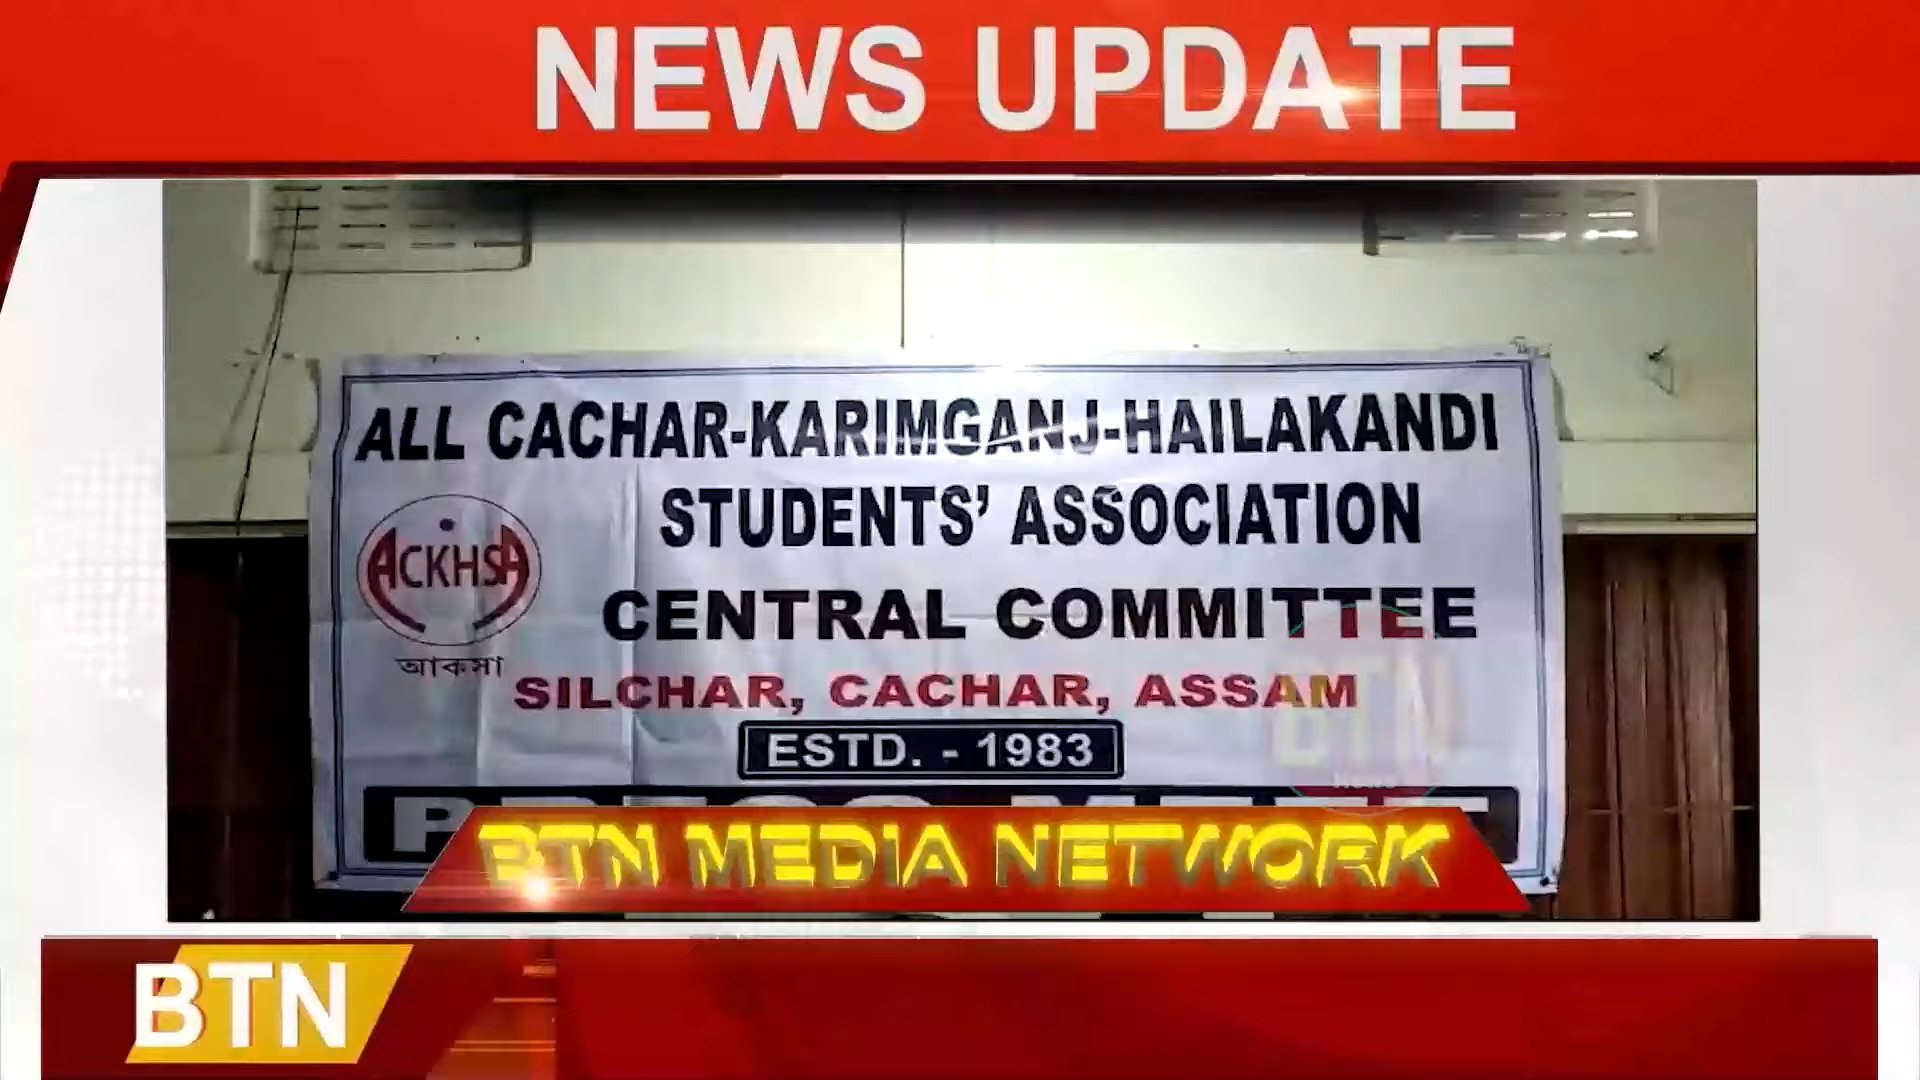 NEWS UPDATE
ALL CACHAR-KARIMGANJ-HAILAKANDI
STUDENTS' ASSOCIATION
ACKHSA
আকসা
CENTRAL COMMITTEE
SILCHAR, CACHAR, ASSAM
BTN
ESTD. - 1983
BTN MEDIA NETWORK
BTN